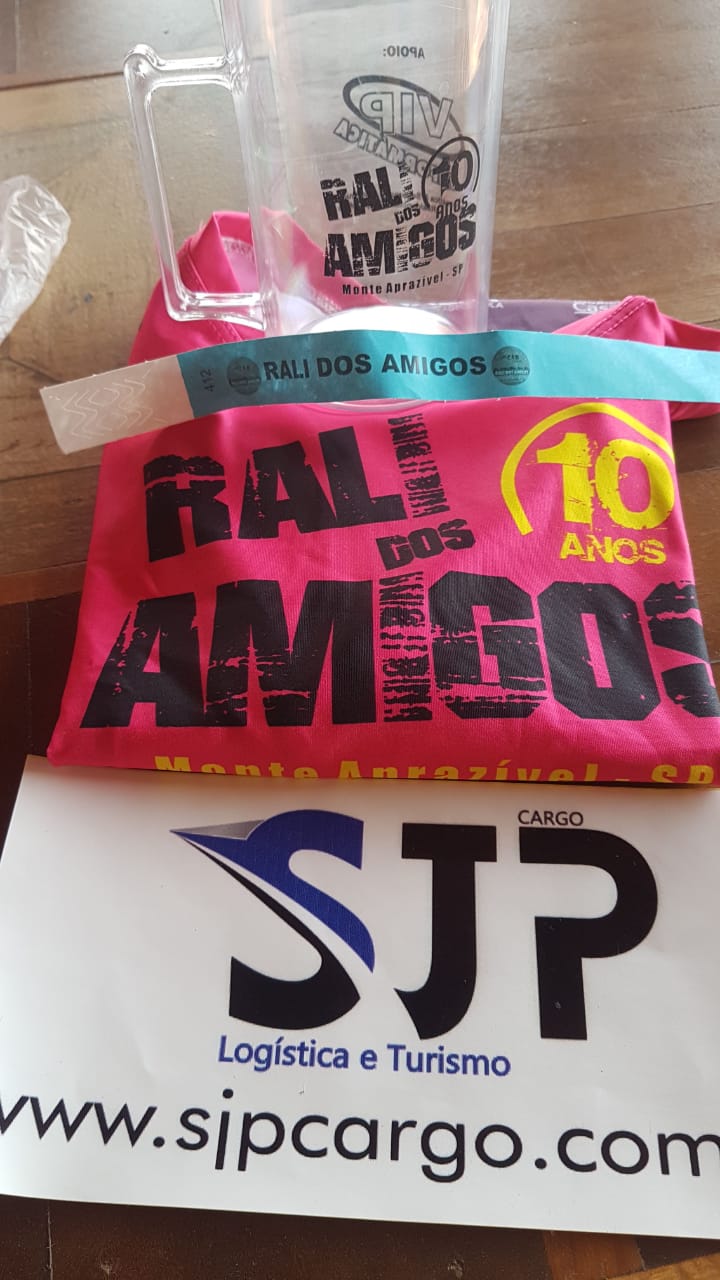 APOIO:
VIP
RALI 10
DOS Anos
AMIGOS
Monte Aprazível - SP
412 RALI DOS AMIGOS
RALI 10
DOS ANOS
AMIGOS
Monte Aprazível - SP
CARGO
SJP
Logística e Turismo
www.sjpcargo.com